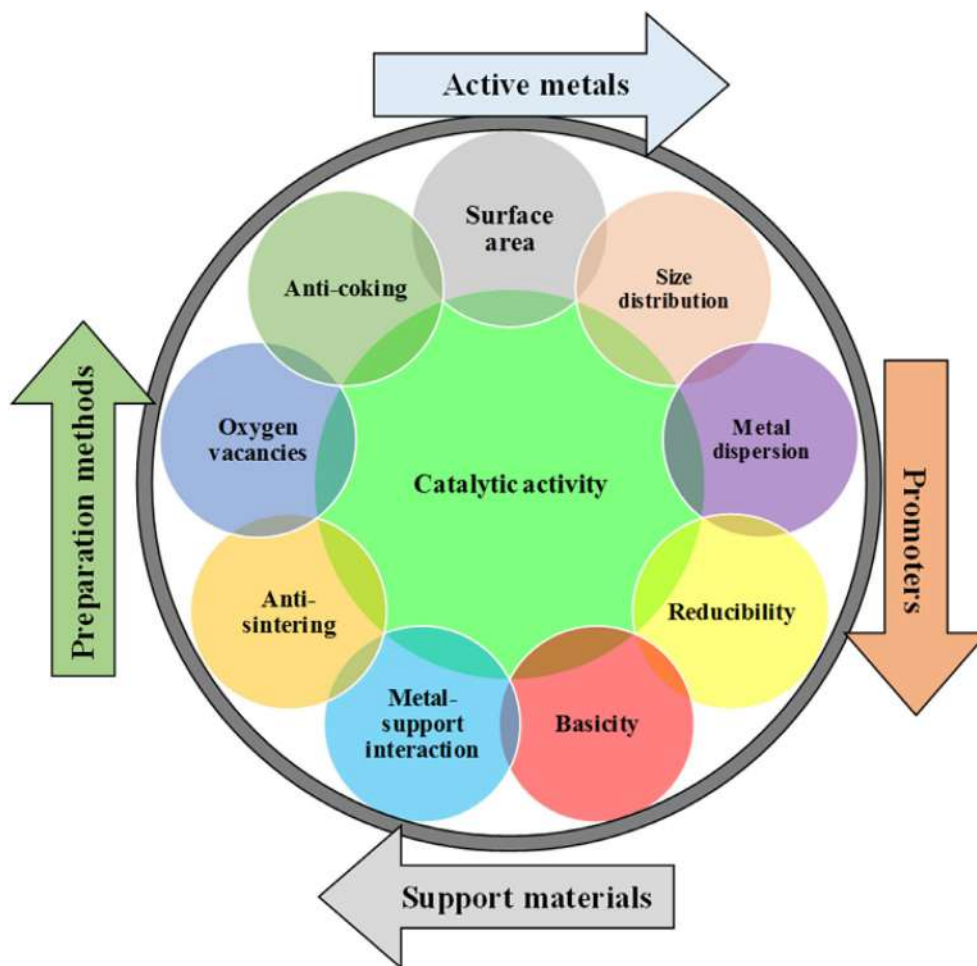 Active metals
Surface
area
Size
distribution
Anti-coking
Metal
dispersion
Oxygen
vacancies
Catalytic activity
Reducibility
Anti-
sintering
Metal-
support
interaction
Basicity
Preparation methods
Promoters
Support materials